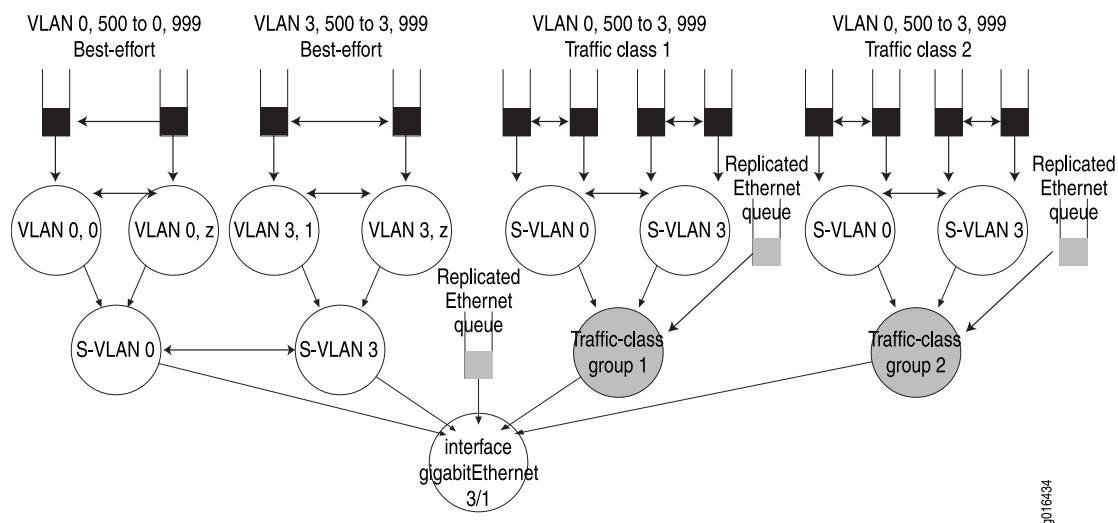 VLAN 0, 500 to 0, 999
Best-effort
VLAN 3, 500 to 3, 999
Best-effort
VLAN 0, 500 to 3, 999
Traffic class 1
VLAN 0, 500 to 3, 999
Traffic class 2
Replicated
Ethernet
queue
Replicated
Ethernet
queue
VLAN 0, 0
VLAN 0, z
VLAN 3, 1
VLAN 3, z
S-VLAN 0
S-VLAN 3
S-VLAN 0
S-VLAN 3
Replicated
Ethernet
queue
S-VLAN 0
S-VLAN 3
Traffic-class
group 1
Traffic-class
group 2
interface
gigabitEthernet
3/1
g016434